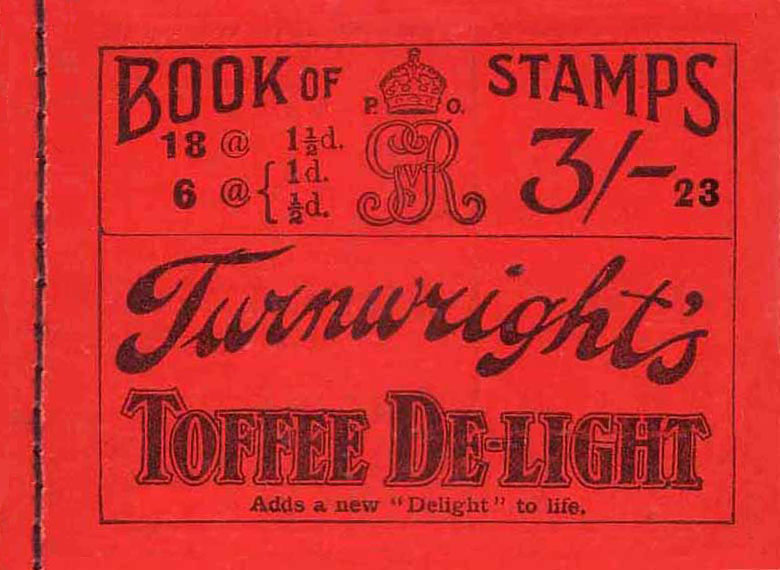 BOOK OF STAMPS
P. O.
GVR
18 @ 1½d.
6 @ { 1d.
½d.
3/- 23
Turnwright's
TOFFEE DE-LIGHT
Adds a new "Delight" to life.